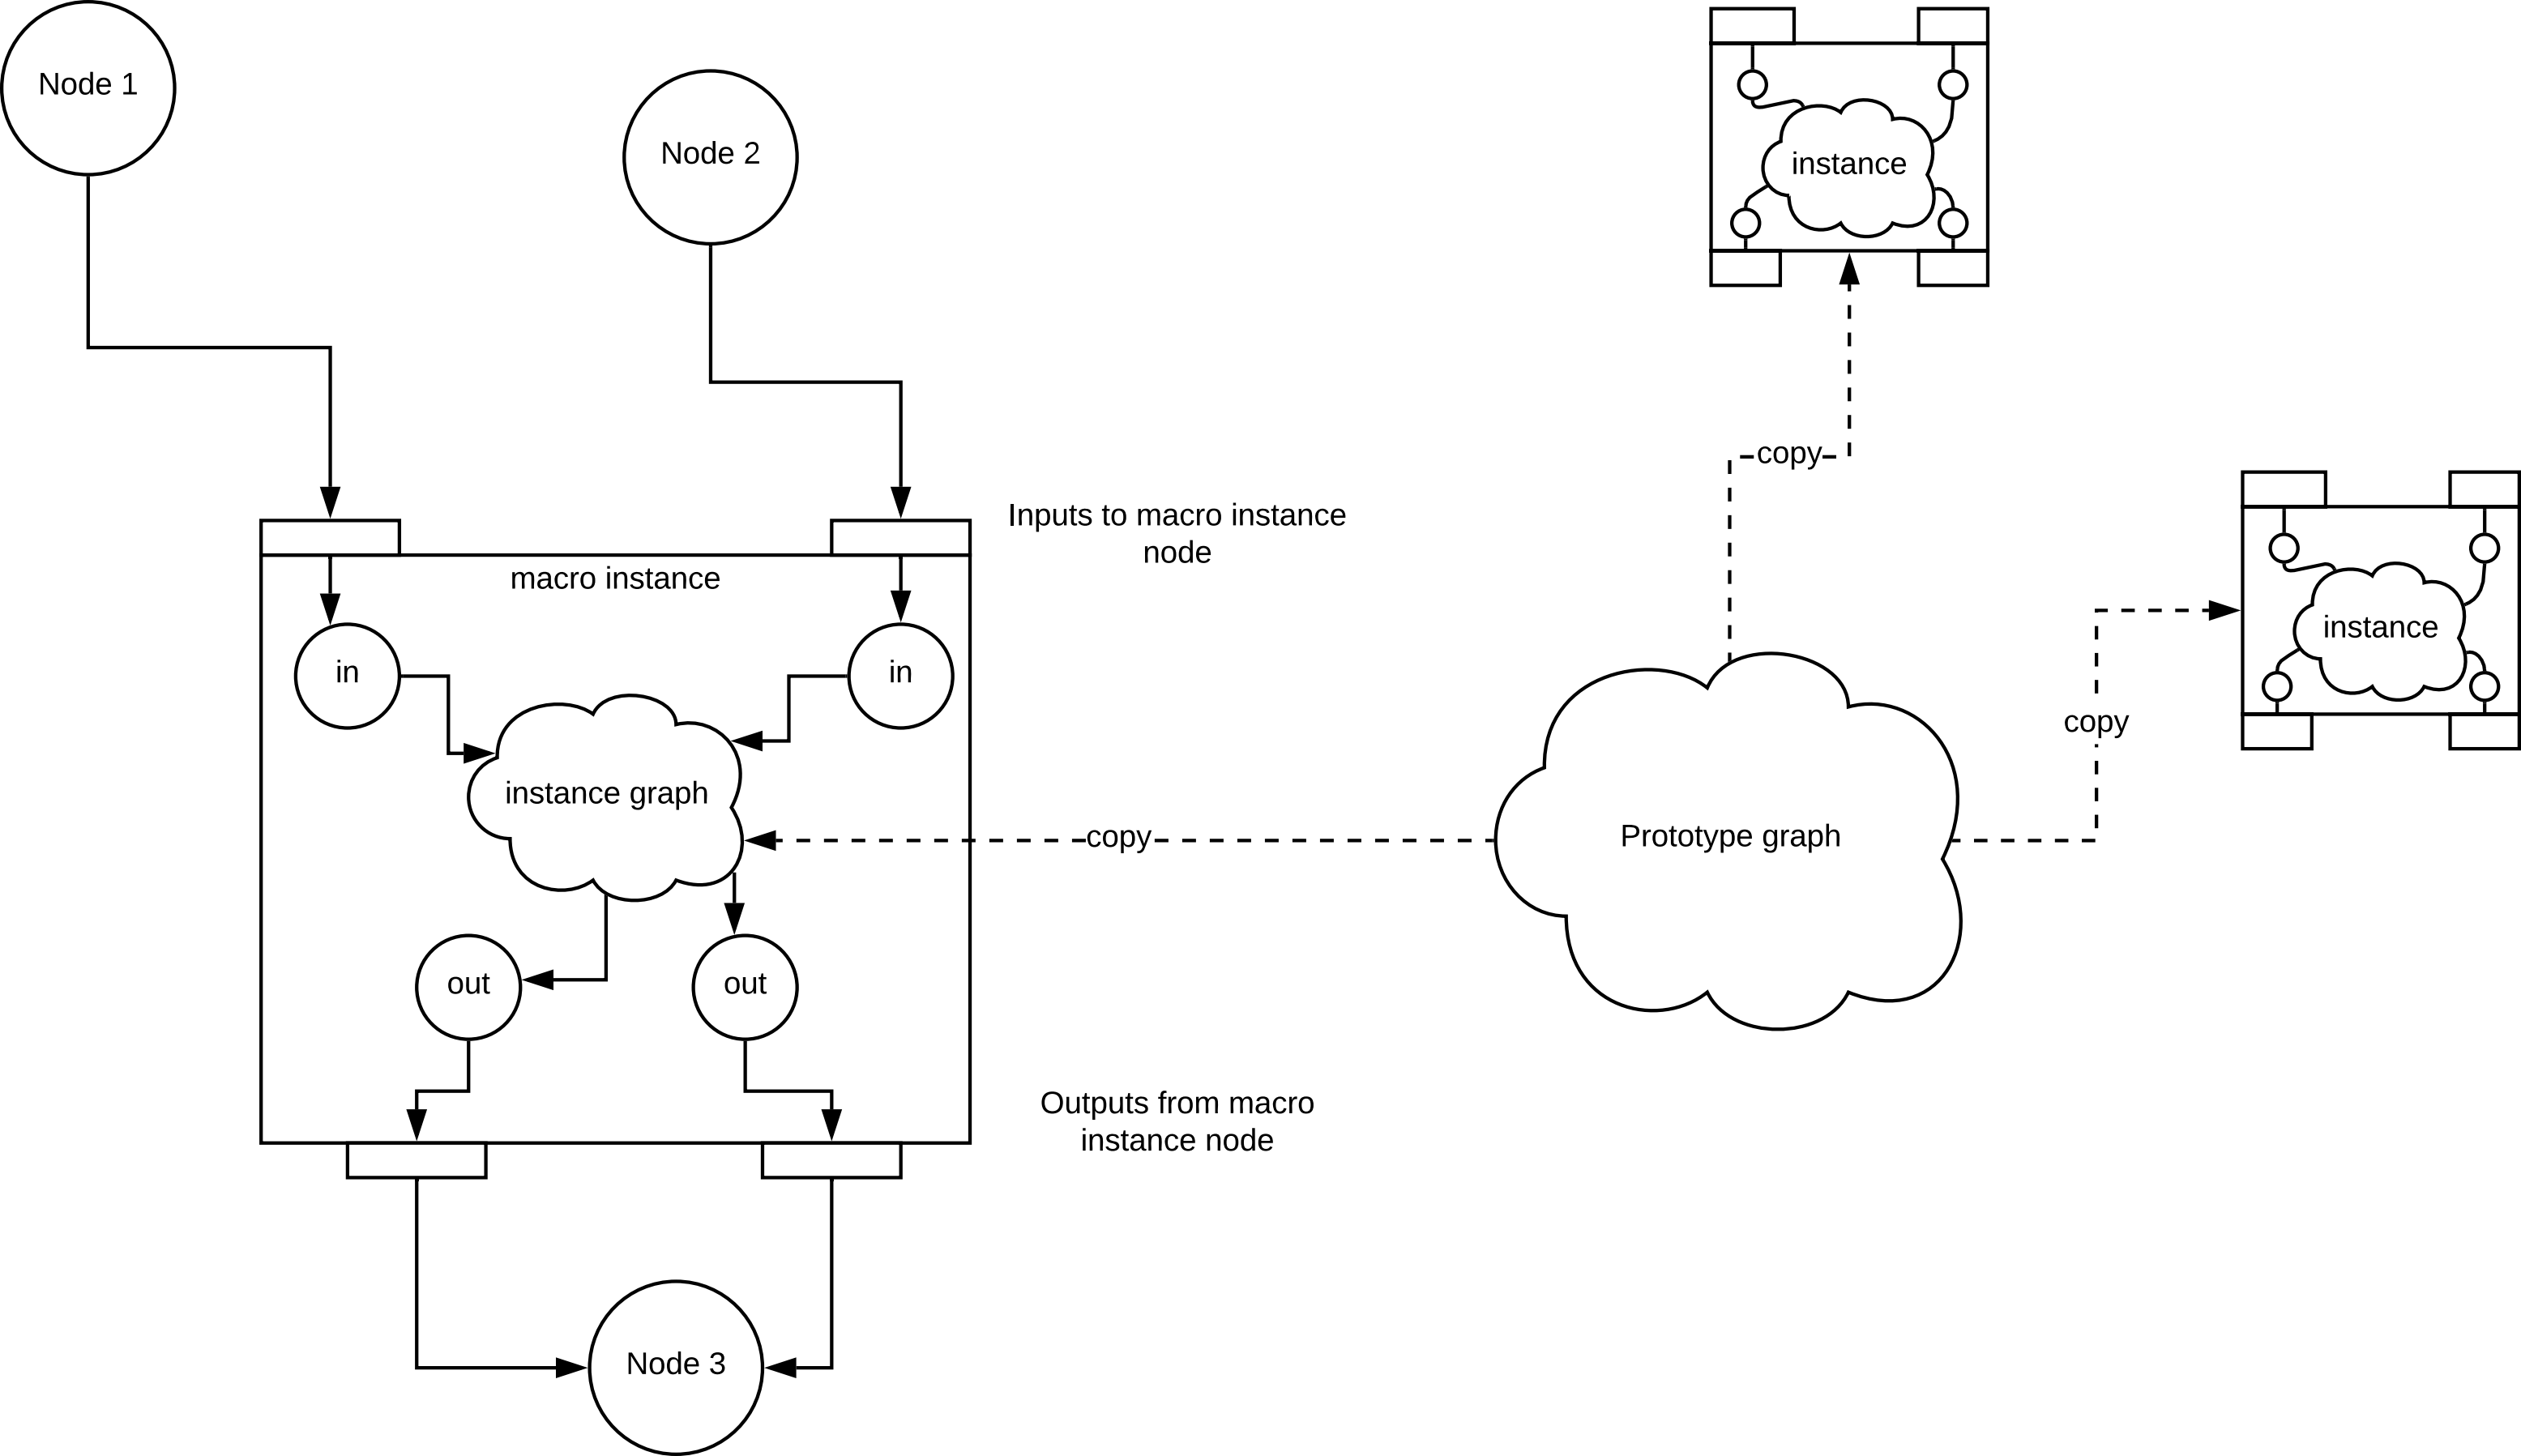 Node 1
Node 2
instance
copy
Inputs to macro instance
node
macro instance
instance
in
in
copy
instance graph
copy
Prototype graph
out
out
Outputs from macro
instance node
Node 3